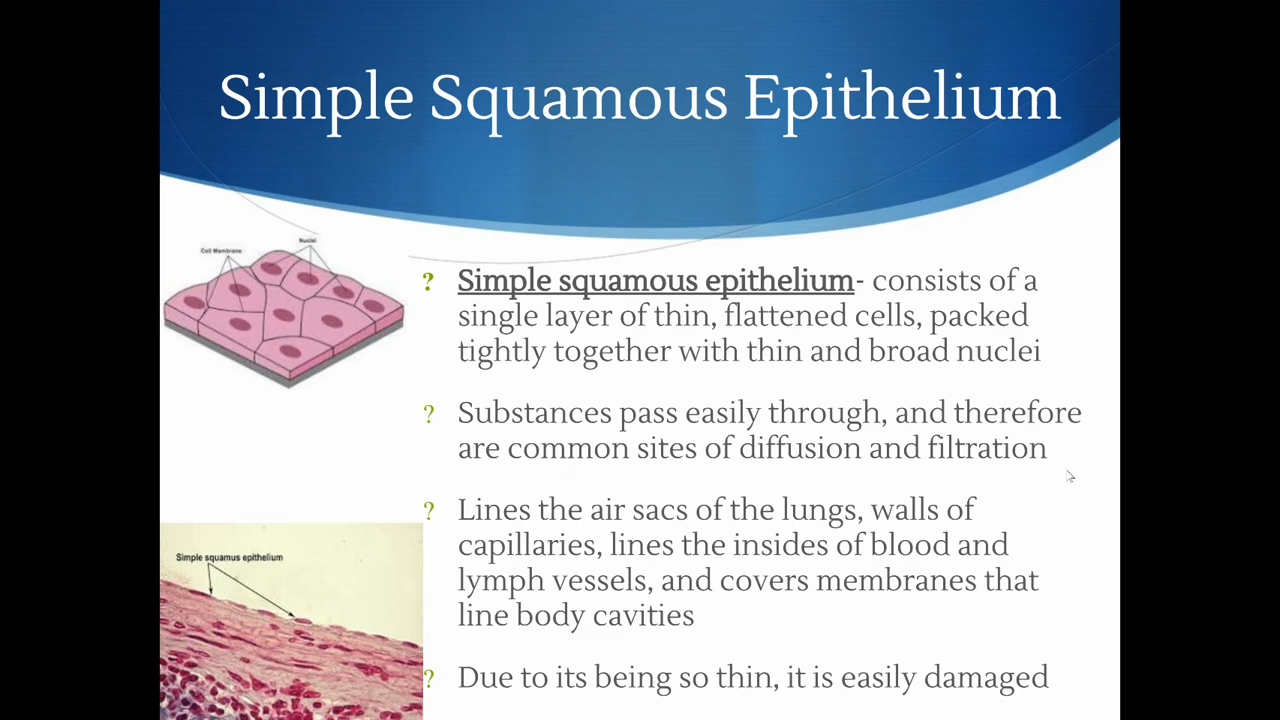 Simple Squamous Epithelium
Cell Membrane
Nuclei
? Simple squamous epithelium- consists of a
single layer of thin, flattened cells, packed
tightly together with thin and broad nuclei
? Substances pass easily through, and therefore
are common sites of diffusion and filtration
? Lines the air sacs of the lungs, walls of
capillaries, lines the insides of blood and
lymph vessels, and covers membranes that
line body cavities
Simple squamus epithelium
? Due to its being so thin, it is easily damaged